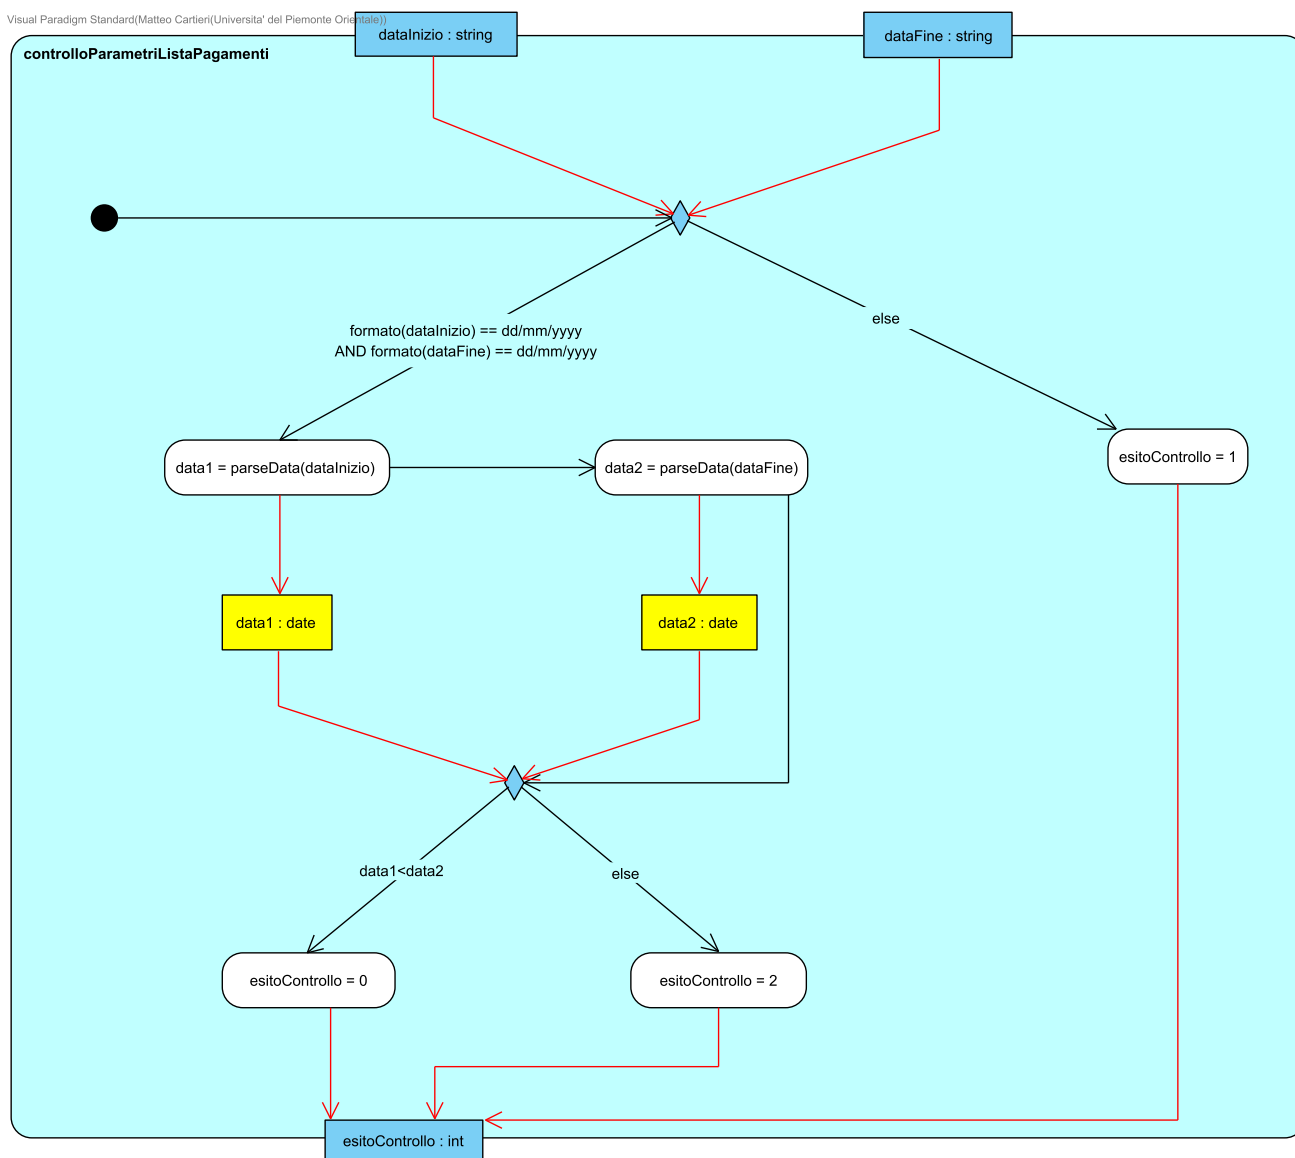 Visual Paradigm Standard(Matteo Cartieri(Universita' del Piemonte Orientale))
dataInizio : string
dataFine : string
controlloParametriListaPagamenti
else
formato(dataInizio) == dd/mm/yyyy
AND formato(dataFine) == dd/mm/yyyy
data1 = parseData(dataInizio)
data2 = parseData(dataFine)
esitoControllo = 1
data1 : date
data2 : date
data1<data2
else
esitoControllo = 0
esitoControllo = 2
esitoControllo : int